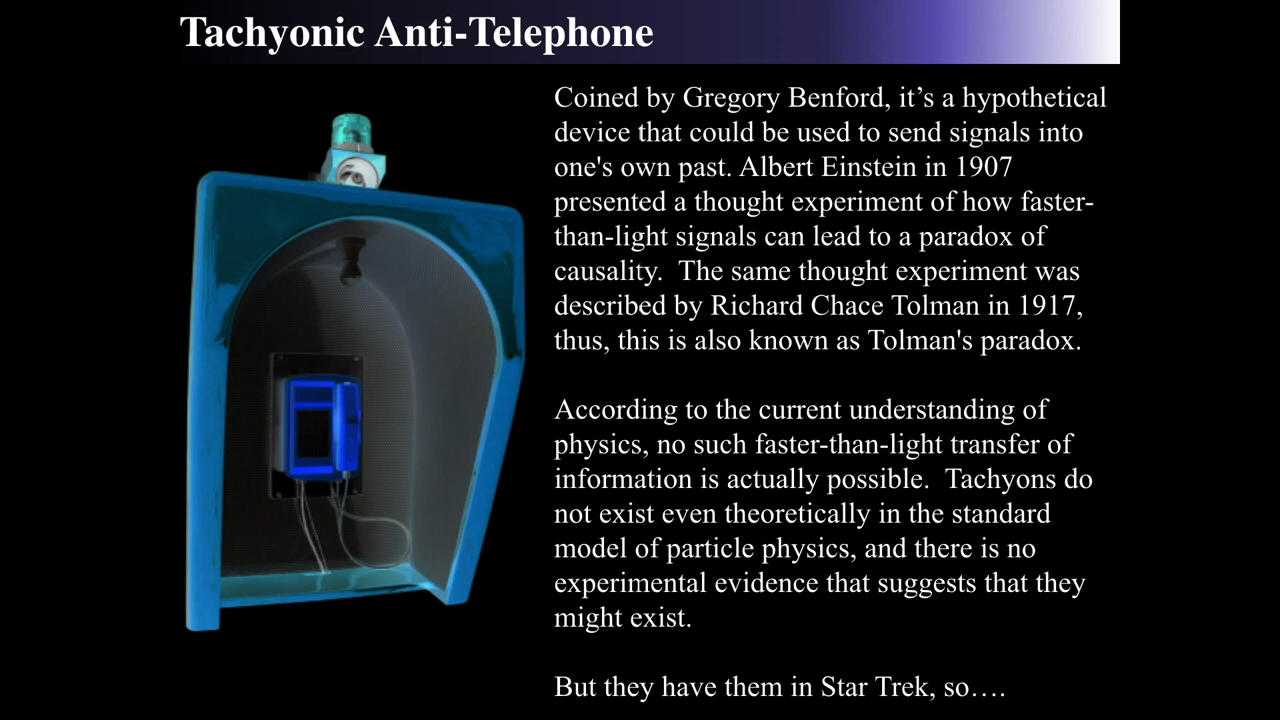 Tachyonic Anti-Telephone
Coined by Gregory Benford, it’s a hypothetical
device that could be used to send signals into
one's own past. Albert Einstein in 1907
presented a thought experiment of how faster-
than-light signals can lead to a paradox of
causality.  The same thought experiment was
described by Richard Chace Tolman in 1917,
thus, this is also known as Tolman's paradox.
According to the current understanding of
physics, no such faster-than-light transfer of
information is actually possible.  Tachyons do
not exist even theoretically in the standard
model of particle physics, and there is no
experimental evidence that suggests that they
might exist.
But they have them in Star Trek, so….